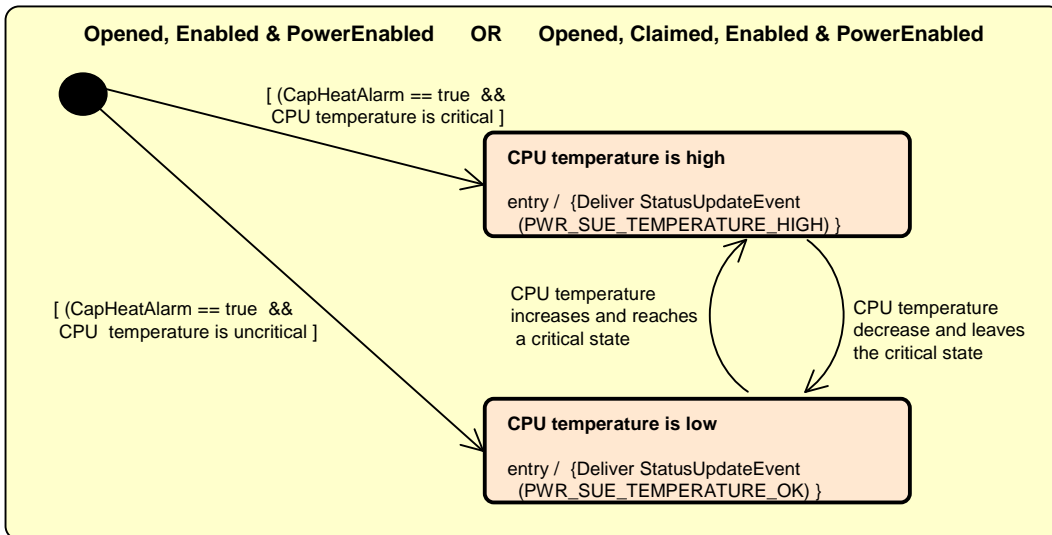 Opened, Enabled & PowerEnabled OR Opened, Claimed, Enabled & PowerEnabled
[ (CapHeatAlarm == true &&
CPU temperature is critical ]
CPU temperature is high
entry / {Deliver StatusUpdateEvent
(PWR_SUE_TEMPERATURE_HIGH) }
[ (CapHeatAlarm == true &&
CPU temperature is uncritical ]
CPU temperature
increases and reaches
a critical state
CPU temperature
decrease and leaves
the critical state
CPU temperature is low
entry / {Deliver StatusUpdateEvent
(PWR_SUE_TEMPERATURE_OK) }